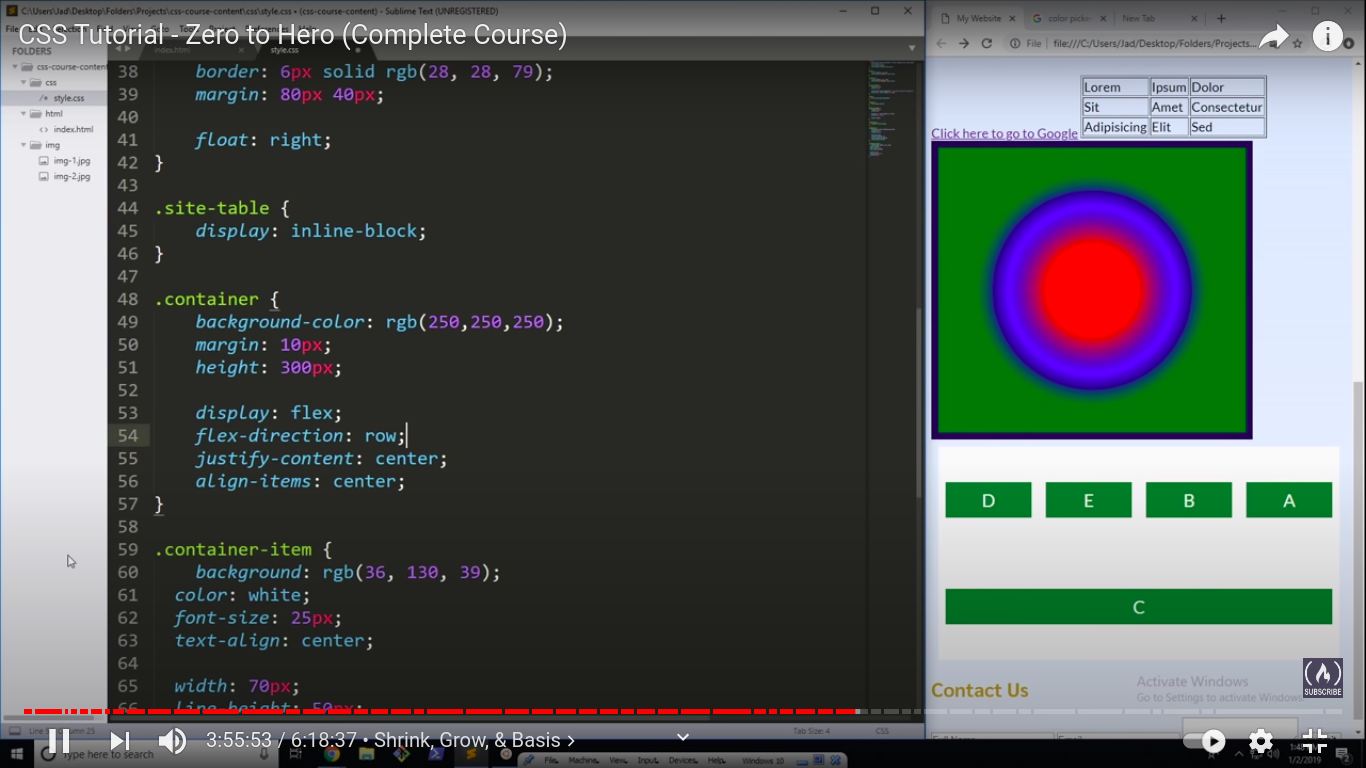 C:\Users\Jad\Desktop\Folders\Projects\css-course-content\css\style.css • (css-course-content) - Sublime Text (UNREGISTERED)
CSS Tutorial - Zero to Hero (Complete Course)
FOLDERS
css-course-content
css
style.css
html
index.html
img
img-1.jpg
img-2.jpg
index.html
style.css
38 border: 6px solid rgb(28, 28, 79);
39 margin: 80px 40px;
40
41 float: right;
42 }
43
44 .site-table {
45 display: inline-block;
46 }
47
48 .container {
49 background-color: rgb(250,250,250);
50 margin: 10px;
51 height: 300px;
52
53 display: flex;
54 flex-direction: row;
55 justify-content: center;
56 align-items: center;
57 }
58
59 .container-item {
60 background: rgb(36, 130, 39);
61 color: white;
62 font-size: 25px;
63 text-align: center;
64
65 width: 70px;
66 line-height: 50px;
Tab Size: 4 CSS
My Website
color picker
New Tab
File file:///C:/Users/Jad/Desktop/Folders/Projects...
Lorem Ipsum Dolor
Sit Amet Consectetur
Adipisicing Elit Sed
Click here to go to Google
D E B A
C
Contact Us
Activate Windows
Go to Settings to activate Windows.
SUBSCRIBE
Full Name
Email
3:55:53 / 6:18:37 • Shrink, Grow, & Basis
Type here to search
File Machine View Input Devices Help Windows 10
1/2/2019